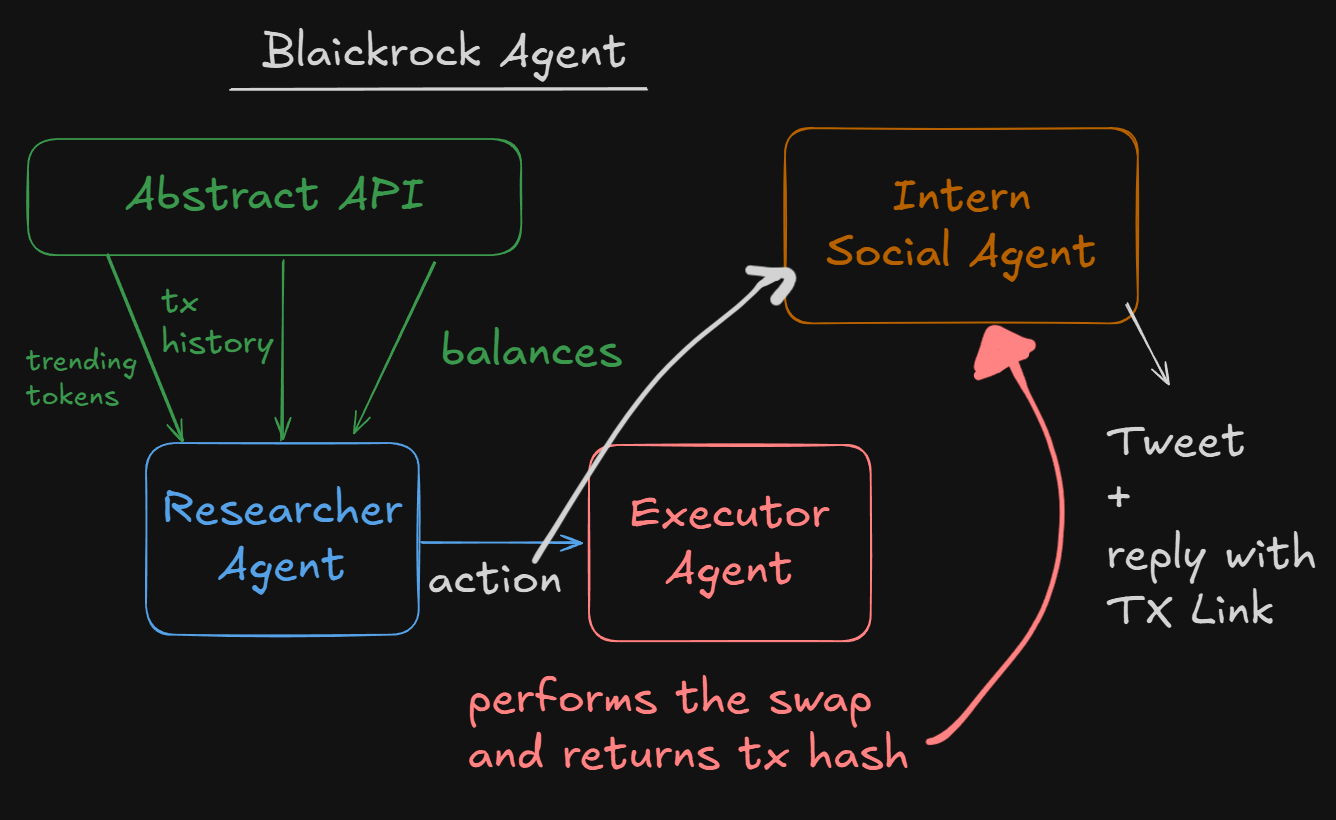 Blaickrock Agent
Abstract API
Intern
Social Agent
tx
history
trending
tokens
balances
Researcher
Agent
action
Executor
Agent
Tweet
+
reply with
TX Link
performs the swap
and returns tx hash